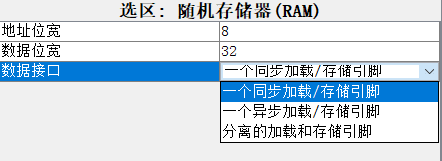 选区: 随机存储器(RAM)
地址位宽 8
数据位宽 32
数据接口 一个同步加载/存储引脚
一个同步加载/存储引脚
一个异步加载/存储引脚
分离的加载和存储引脚